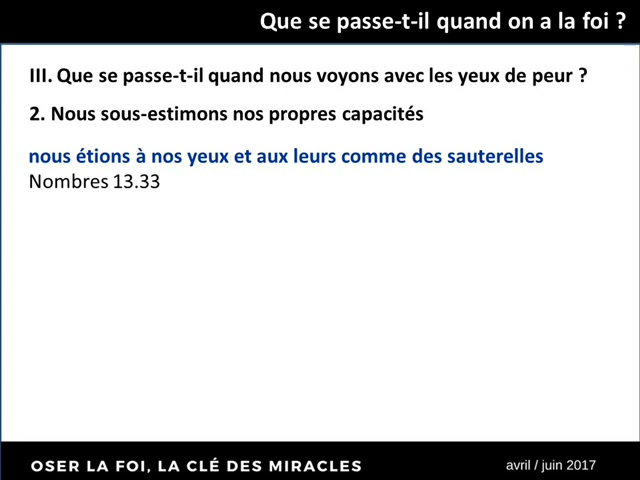 Que se passe-t-il quand on a la foi ?
III. Que se passe-t-il quand nous voyons avec les yeux de peur ?
2. Nous sous-estimons nos propres capacités
nous étions à nos yeux et aux leurs comme des sauterelles
Nombres 13.33
OSER LA FOI, LA CLÉ DES MIRACLES
avril / juin 2017